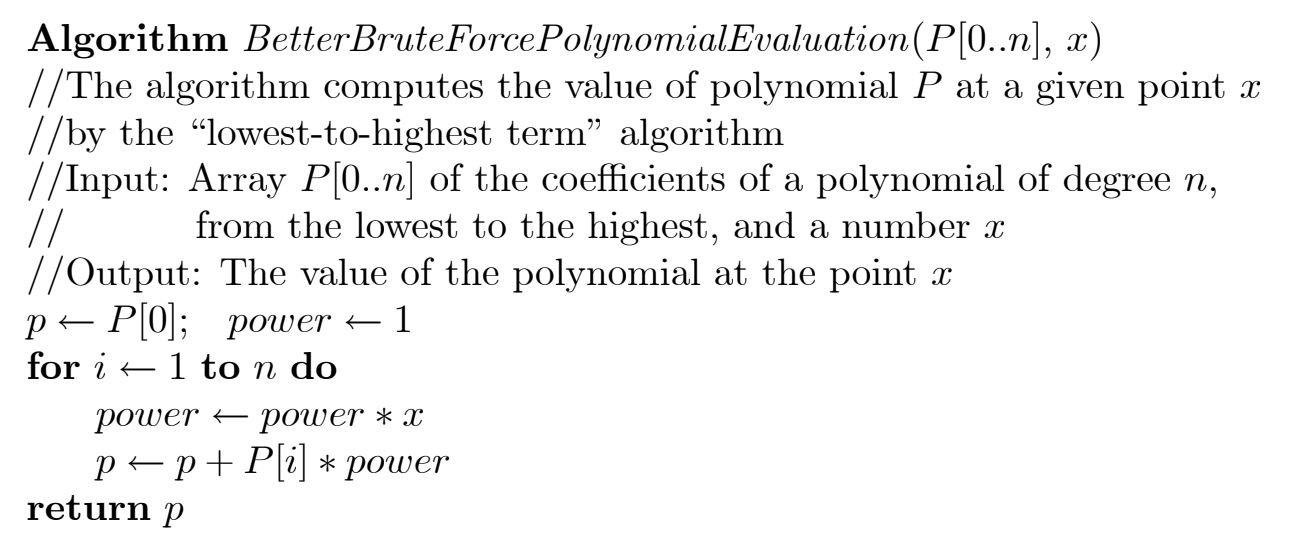 Algorithm BetterBruteForcePolynomialEvaluation(P[0..n], x)
//The algorithm computes the value of polynomial P at a given point x
//by the “lowest-to-highest term” algorithm
//Input: Array P[0..n] of the coefficients of a polynomial of degree n,
// from the lowest to the highest, and a number x
//Output: The value of the polynomial at the point x
p ← P[0]; power ← 1
for i ← 1 to n do
power ← power ∗ x
p ← p + P[i] ∗ power
return p